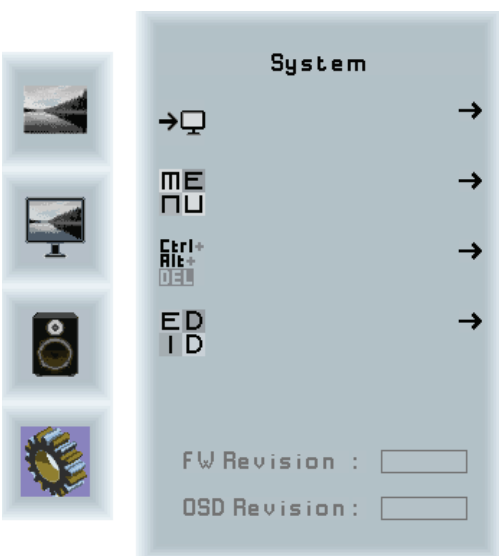 System
ME
NU
Ctrl+
Alt+
DEL
ED
ID
FW Revision :
OSD Revision :